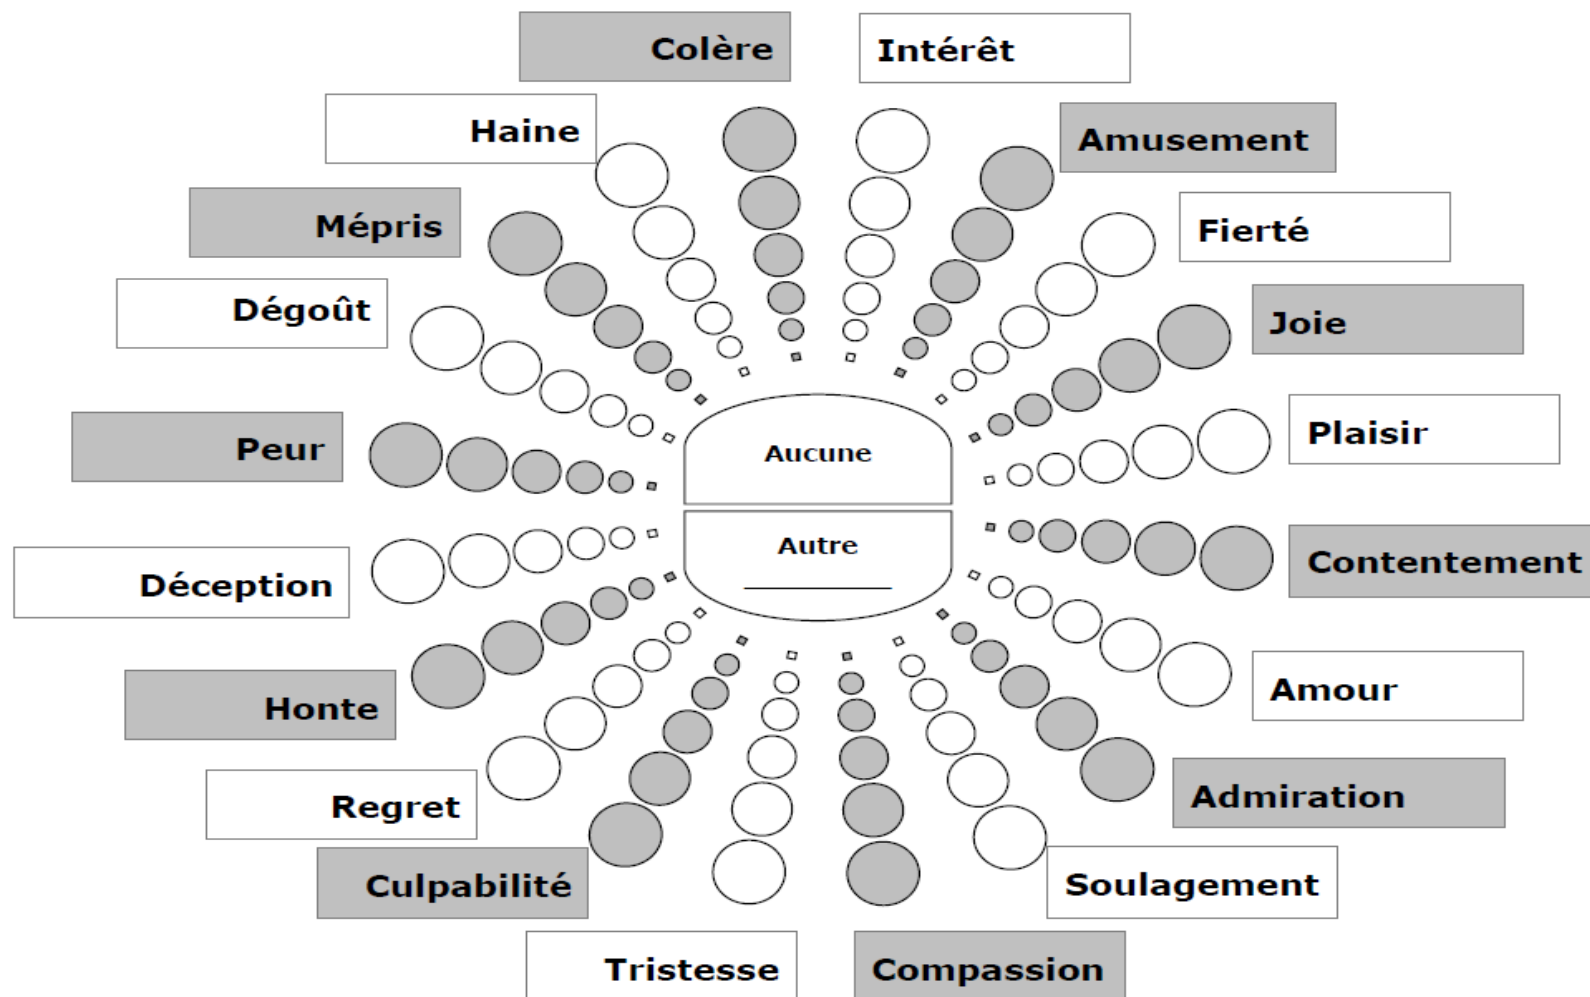 Colère
Intérêt
Haine
Amusement
Mépris
Fierté
Dégoût
Joie
Peur
Plaisir
Aucune
Autre
Déception
Contentement
Honte
Amour
Regret
Admiration
Culpabilité
Soulagement
Tristesse
Compassion